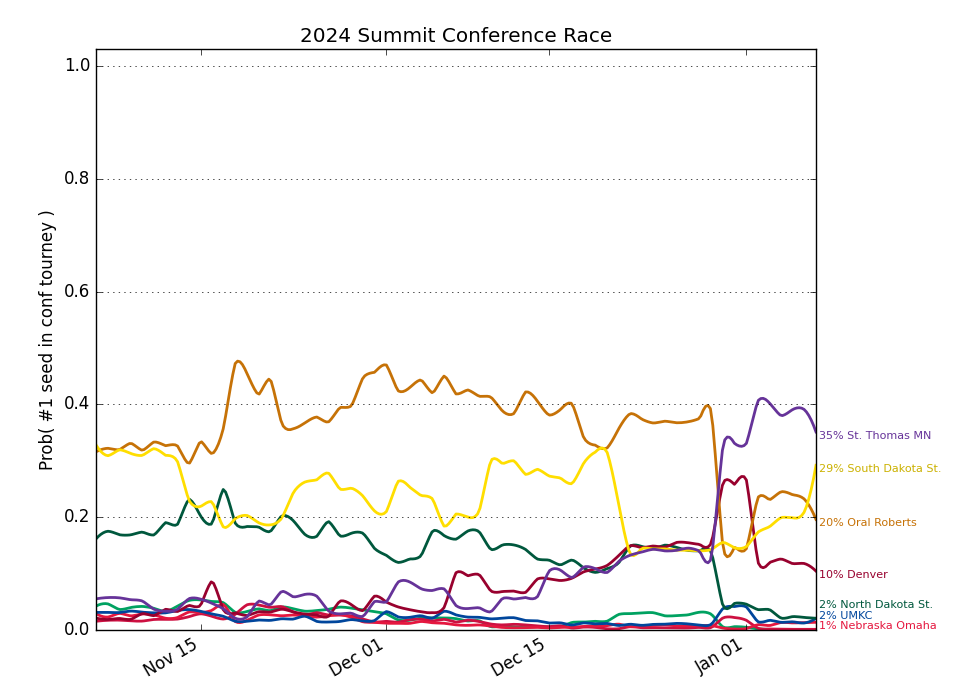 2024 Summit Conference Race
Prob( #1 seed in conf tourney )
1.0
0.8
0.6
0.4
0.2
0.0
Nov 15
Dec 01
Dec 15
Jan 01
35% St. Thomas MN
29% South Dakota St.
20% Oral Roberts
10% Denver
2% North Dakota St.
2% UMKC
1% Nebraska Omaha